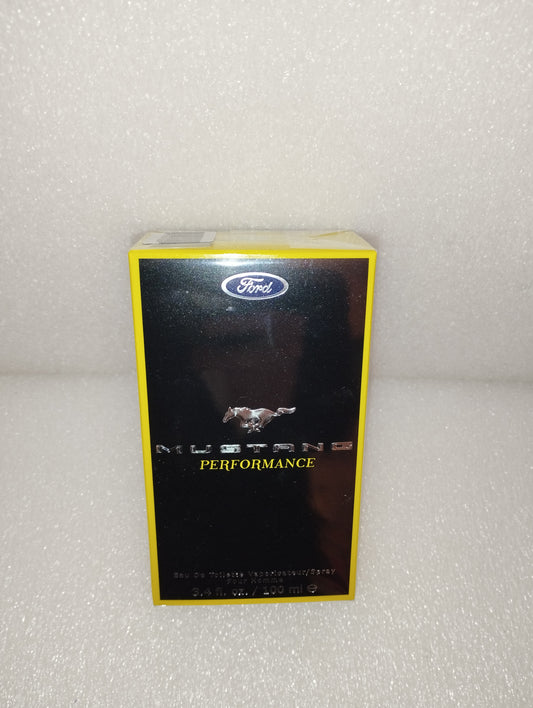 Ford
MUSTANG
PERFORMANCE
Eau De Toilette Vaporisateur/Spray
Pour Homme
3.4 fl. oz. / 100 ml ℮